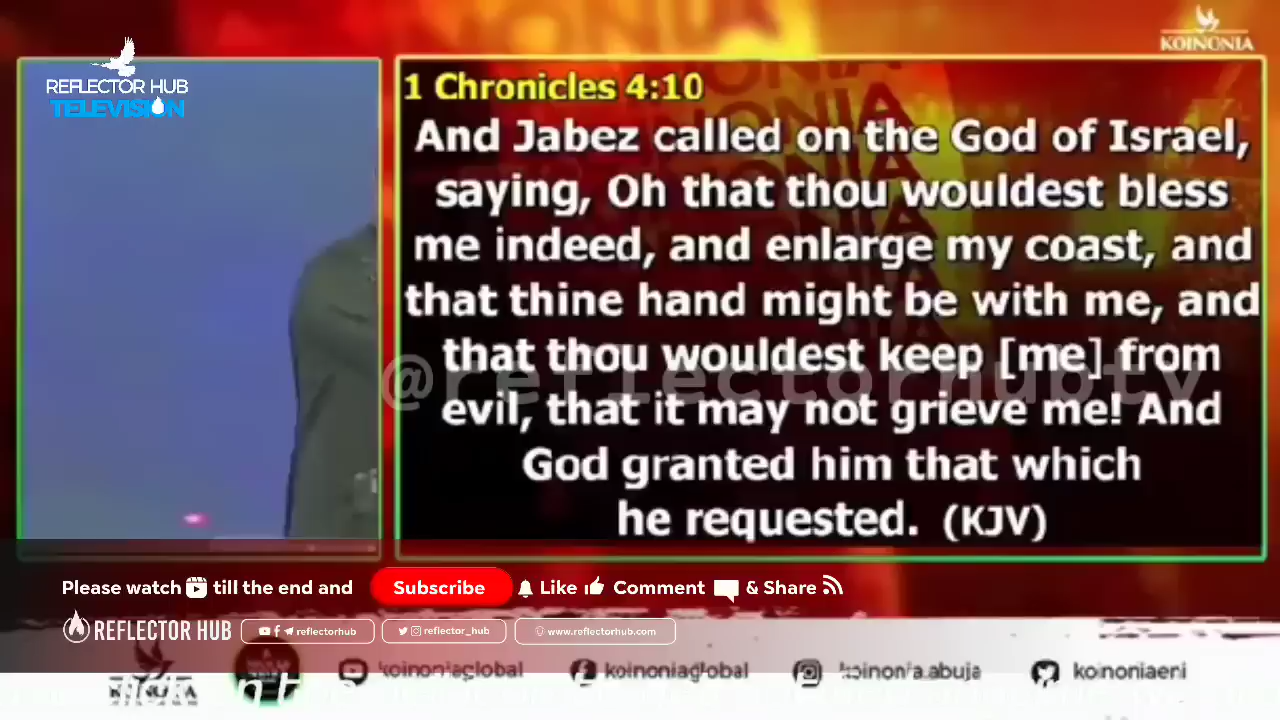 KOINONIA
REFLECTOR HUB
TELEVISION
1 Chronicles 4:10
And Jabez called on the God of Israel,
saying, Oh that thou wouldest bless
me indeed, and enlarge my coast, and
that thine hand might be with me, and
that thou wouldest keep [me] from
evil, that it may not grieve me! And
God granted him that which
he requested. (KJV)
@reflectorhubtv
Please watch till the end and Subscribe Like Comment & Share
REFLECTOR HUB reflectorhub reflector_hub www.reflectorhub.com
KOINONIA koinoniaglobal koinoniaglobal koinonia.abuja koinoniaeni